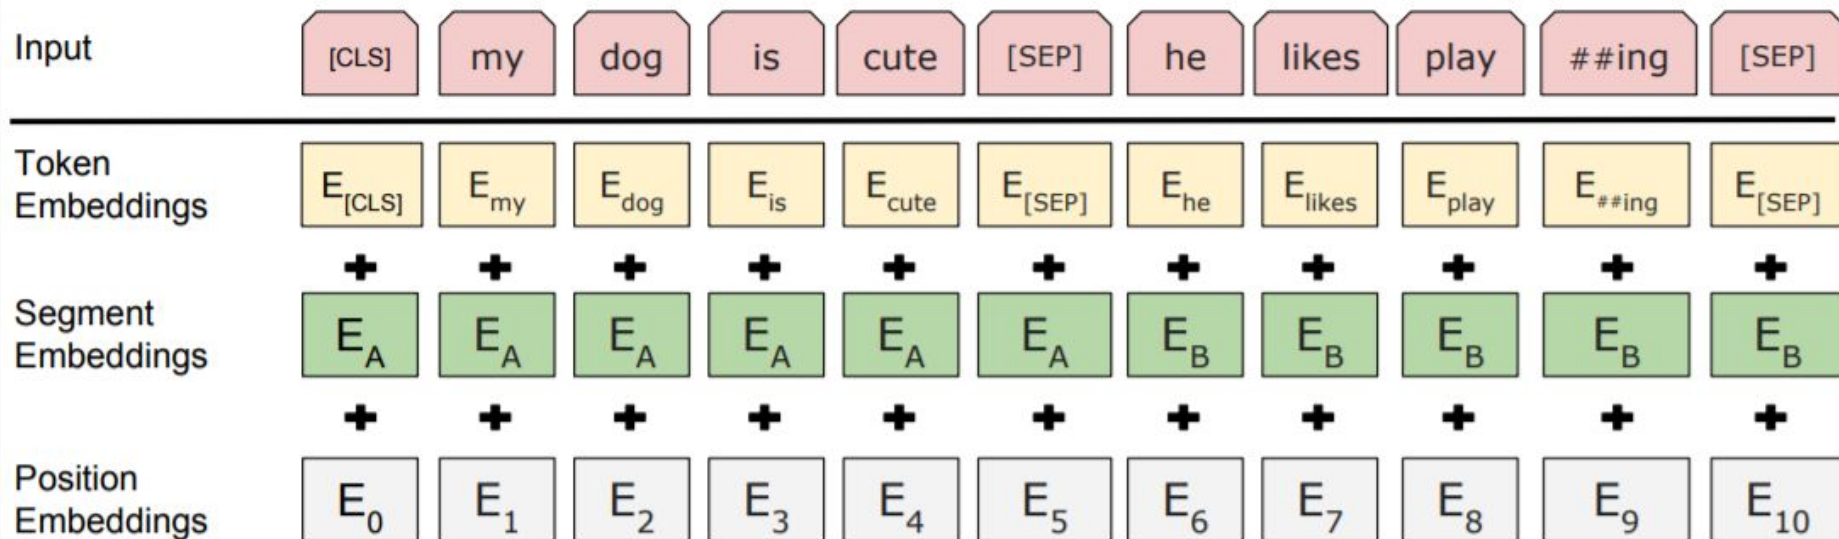 Input [CLS] my dog is cute [SEP] he likes play ##ing [SEP]
Token Embeddings E[CLS] Emy Edog Eis Ecute E[SEP] Ehe Elikes Eplay E##ing E[SEP]
+ + + + + + + + + + +
Segment Embeddings EA EA EA EA EA EA EB EB EB EB EB
+ + + + + + + + + + +
Position Embeddings E0 E1 E2 E3 E4 E5 E6 E7 E8 E9 E10